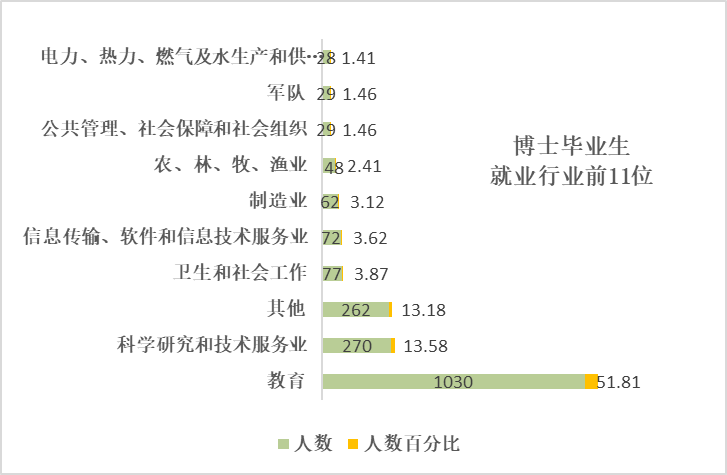 电力、热力、燃气及水生产和供… 28 1.41
军队 29 1.46
公共管理、社会保障和社会组织 29 1.46
农、林、牧、渔业 48 2.41
制造业 62 3.12
信息传输、软件和信息技术服务业 72 3.62
卫生和社会工作 77 3.87
其他 262 13.18
科学研究和技术服务业 270 13.58
教育 1030 51.81
博士毕业生
就业行业前11位
人数 人数百分比